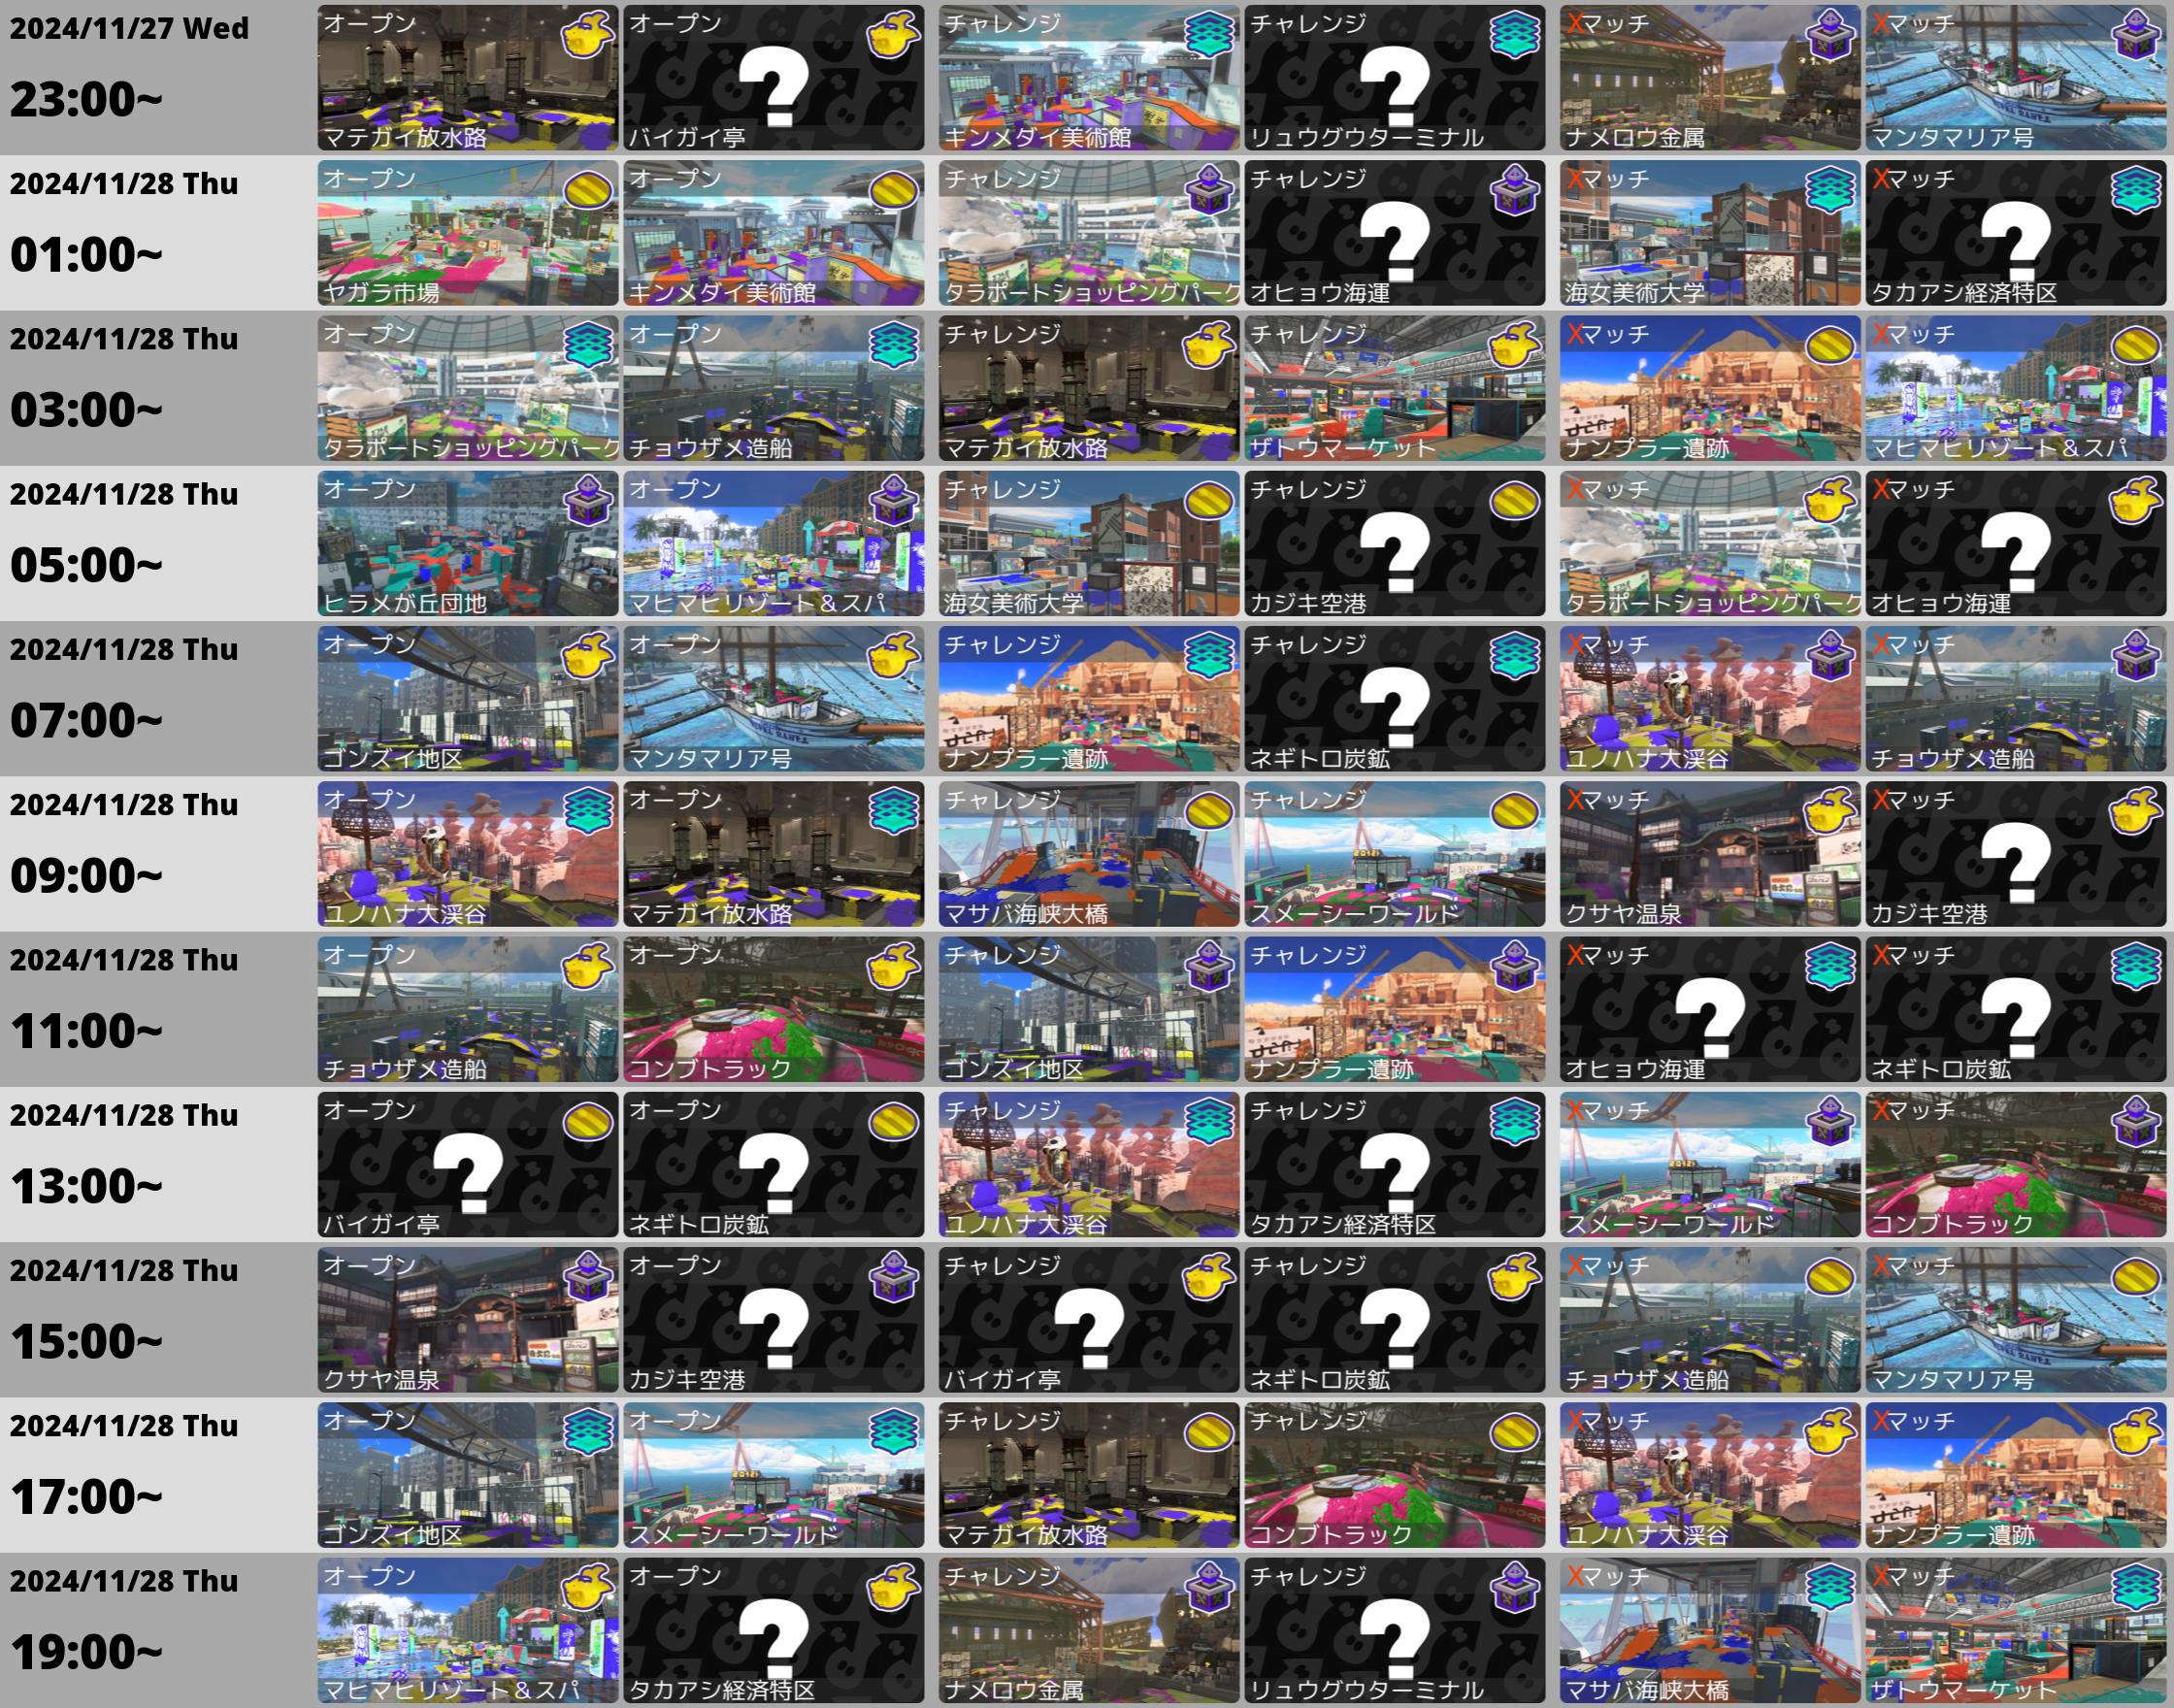 2024/11/27 Wed
23:00~
オープン オープン チャレンジ チャレンジ Xマッチ Xマッチ
マテガイ放水路 バイガイ亭 キンメダイ美術館 リュウグウターミナル ナメロウ金属 マンタマリア号
2024/11/28 Thu
01:00~
オープン オープン チャレンジ チャレンジ Xマッチ Xマッチ
ヤガラ市場 キンメダイ美術館 タラポートショッピングパーク オヒョウ海運 海女美術大学 タカアシ経済特区
2024/11/28 Thu
03:00~
オープン オープン チャレンジ チャレンジ Xマッチ Xマッチ
タラポートショッピングパーク チョウザメ造船 マテガイ放水路 ザトウマーケット ナンプラー遺跡 マヒマヒリゾート＆スパ
2024/11/28 Thu
05:00~
オープン オープン チャレンジ チャレンジ Xマッチ Xマッチ
ヒラメが丘団地 マヒマヒリゾート＆スパ 海女美術大学 カジキ空港 タラポートショッピングパーク オヒョウ海運
2024/11/28 Thu
07:00~
オープン オープン チャレンジ チャレンジ Xマッチ Xマッチ
ゴンズイ地区 マンタマリア号 ナンプラー遺跡 ネギトロ炭鉱 ユノハナ大渓谷 チョウザメ造船
2024/11/28 Thu
09:00~
オープン オープン チャレンジ チャレンジ Xマッチ Xマッチ
ユノハナ大渓谷 マテガイ放水路 マサバ海峡大橋 スメーシーワールド クサヤ温泉 カジキ空港
2024/11/28 Thu
11:00~
オープン オープン チャレンジ チャレンジ Xマッチ Xマッチ
チョウザメ造船 コンブトラック ゴンズイ地区 ナンプラー遺跡 オヒョウ海運 ネギトロ炭鉱
2024/11/28 Thu
13:00~
オープン オープン チャレンジ チャレンジ Xマッチ Xマッチ
バイガイ亭 ネギトロ炭鉱 ユノハナ大渓谷 タカアシ経済特区 スメーシーワールド コンブトラック
2024/11/28 Thu
15:00~
オープン オープン チャレンジ チャレンジ Xマッチ Xマッチ
クサヤ温泉 カジキ空港 バイガイ亭 ネギトロ炭鉱 チョウザメ造船 マンタマリア号
2024/11/28 Thu
17:00~
オープン オープン チャレンジ チャレンジ Xマッチ Xマッチ
ゴンズイ地区 スメーシーワールド マテガイ放水路 コンブトラック ユノハナ大渓谷 ナンプラー遺跡
2024/11/28 Thu
19:00~
オープン オープン チャレンジ チャレンジ Xマッチ Xマッチ
マヒマヒリゾート＆スパ タカアシ経済特区 ナメロウ金属 リュウグウターミナル マサバ海峡大橋 ザトウマーケット